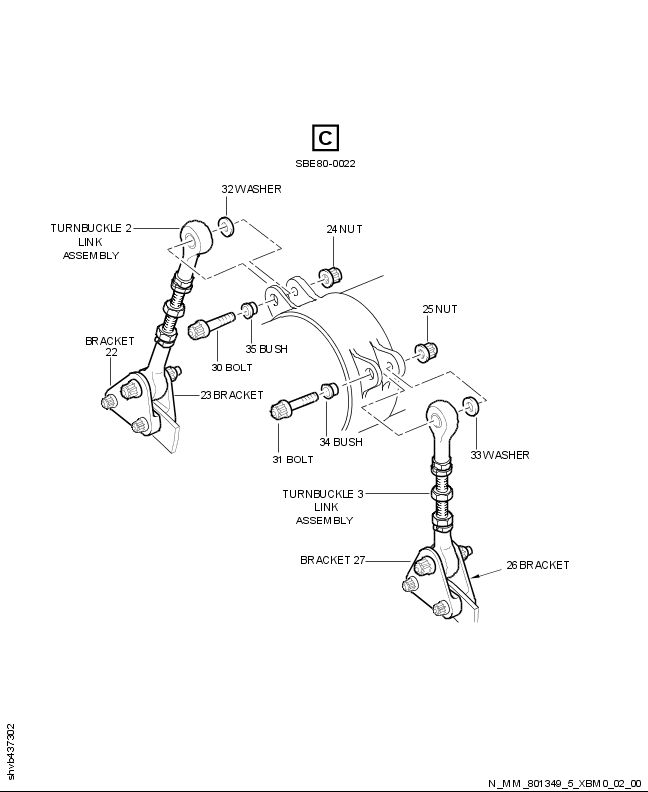 C
SBE80-0022
32 WASHER
TURNBUCKLE 2
LINK
ASSEMBLY
24 NUT
25 NUT
BRACKET
22
35 BUSH
30 BOLT
23 BRACKET
34 BUSH
31 BOLT
33 WASHER
TURNBUCKLE 3
LINK
ASSEMBLY
BRACKET 27
26 BRACKET
shvb437302
N_MM_801349_5_XBM0_02_00